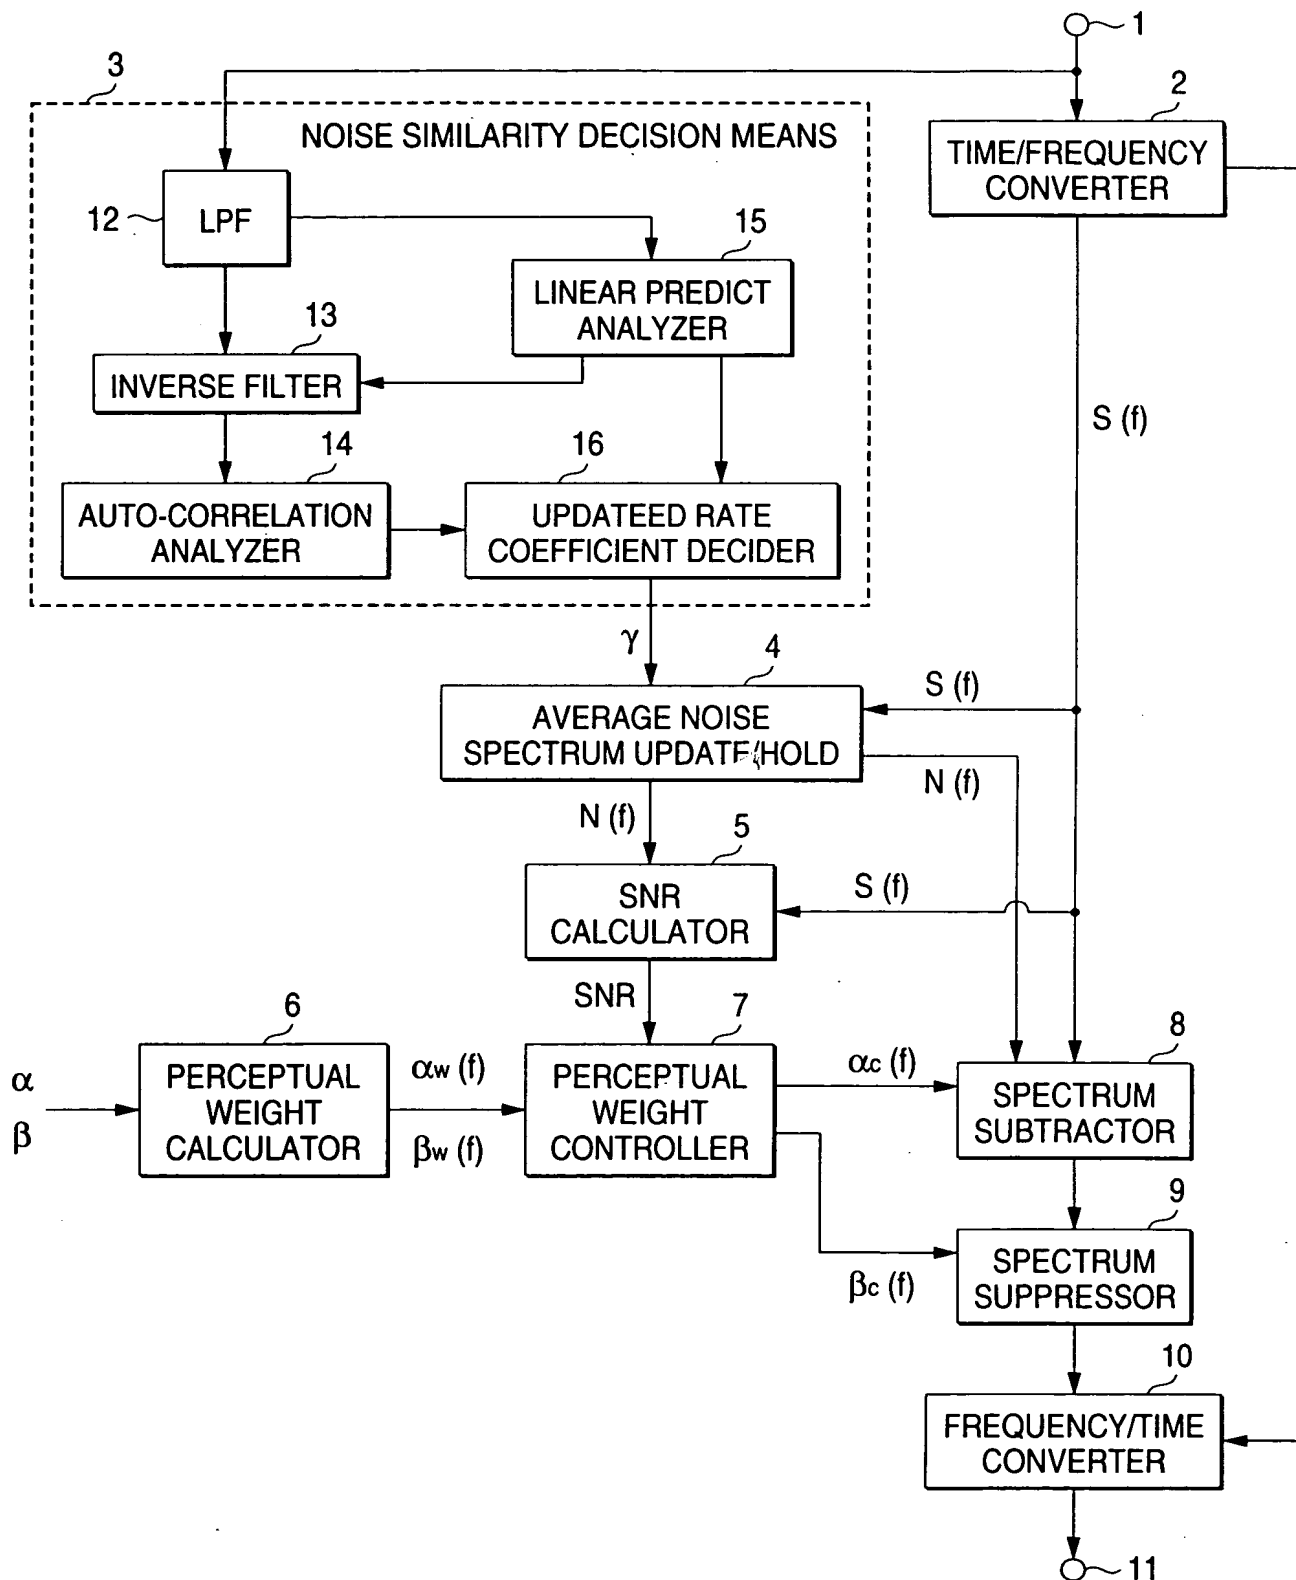 1
3
2
NOISE SIMILARITY DECISION MEANS
TIME/FREQUENCY
CONVERTER
12
LPF
15
LINEAR PREDICT
ANALYZER
13
INVERSE FILTER
S (f)
14
16
AUTO-CORRELATION
ANALYZER
UPDATEED RATE
COEFFICIENT DECIDER
γ
4
S (f)
AVERAGE NOISE
SPECTRUM UPDATE/HOLD
N (f)
N (f)
5
S (f)
SNR
CALCULATOR
SNR
6
7
8
α
β
PERCEPTUAL
WEIGHT
CALCULATOR
αw (f)
βw (f)
PERCEPTUAL
WEIGHT
CONTROLLER
αc (f)
SPECTRUM
SUBTRACTOR
9
βc (f)
SPECTRUM
SUPPRESSOR
10
FREQUENCY/TIME
CONVERTER
11